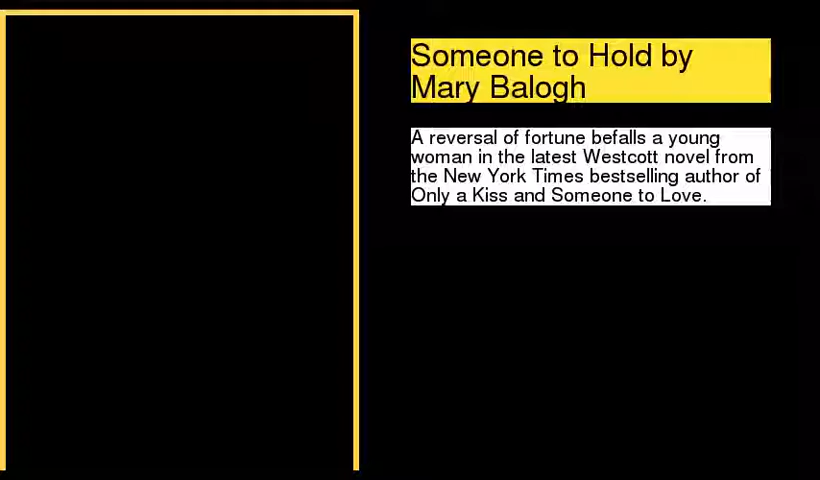 Someone to Hold by
Mary Balogh
A reversal of fortune befalls a young
woman in the latest Westcott novel from
the New York Times bestselling author of
Only a Kiss and Someone to Love.